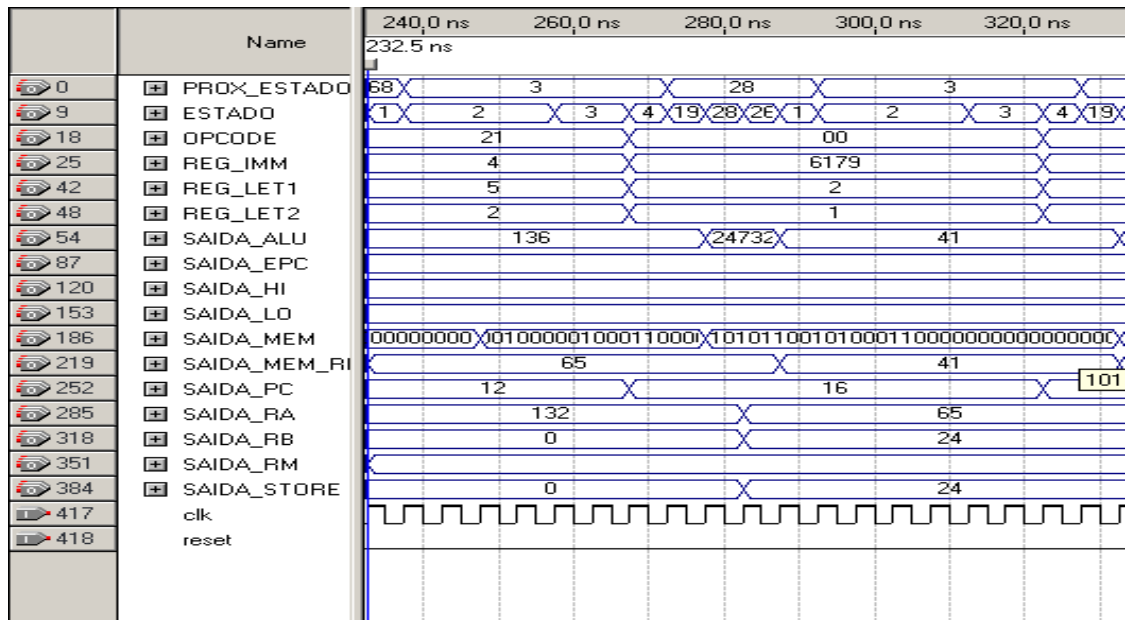 Name 240,0 ns 260,0 ns 280,0 ns 300,0 ns 320,0 ns
232.5 ns
0 PROX_ESTADO 68 3 28 3
9 ESTADO 1 2 3 4 19 28 26 1 2 3 4 19
18 OPCODE 21 00
25 REG_IMM 4 6179
42 REG_LET1 5 2
48 REG_LET2 2 1
54 SAIDA_ALU 136 24732 41
87 SAIDA_EPC
120 SAIDA_HI
153 SAIDA_LO
186 SAIDA_MEM
219 SAIDA_MEM_RI 65 41
252 SAIDA_PC 12 16 101
285 SAIDA_RA 132 65
318 SAIDA_RB 0 24
351 SAIDA_RM
384 SAIDA_STORE 0 24
417 clk
418 reset